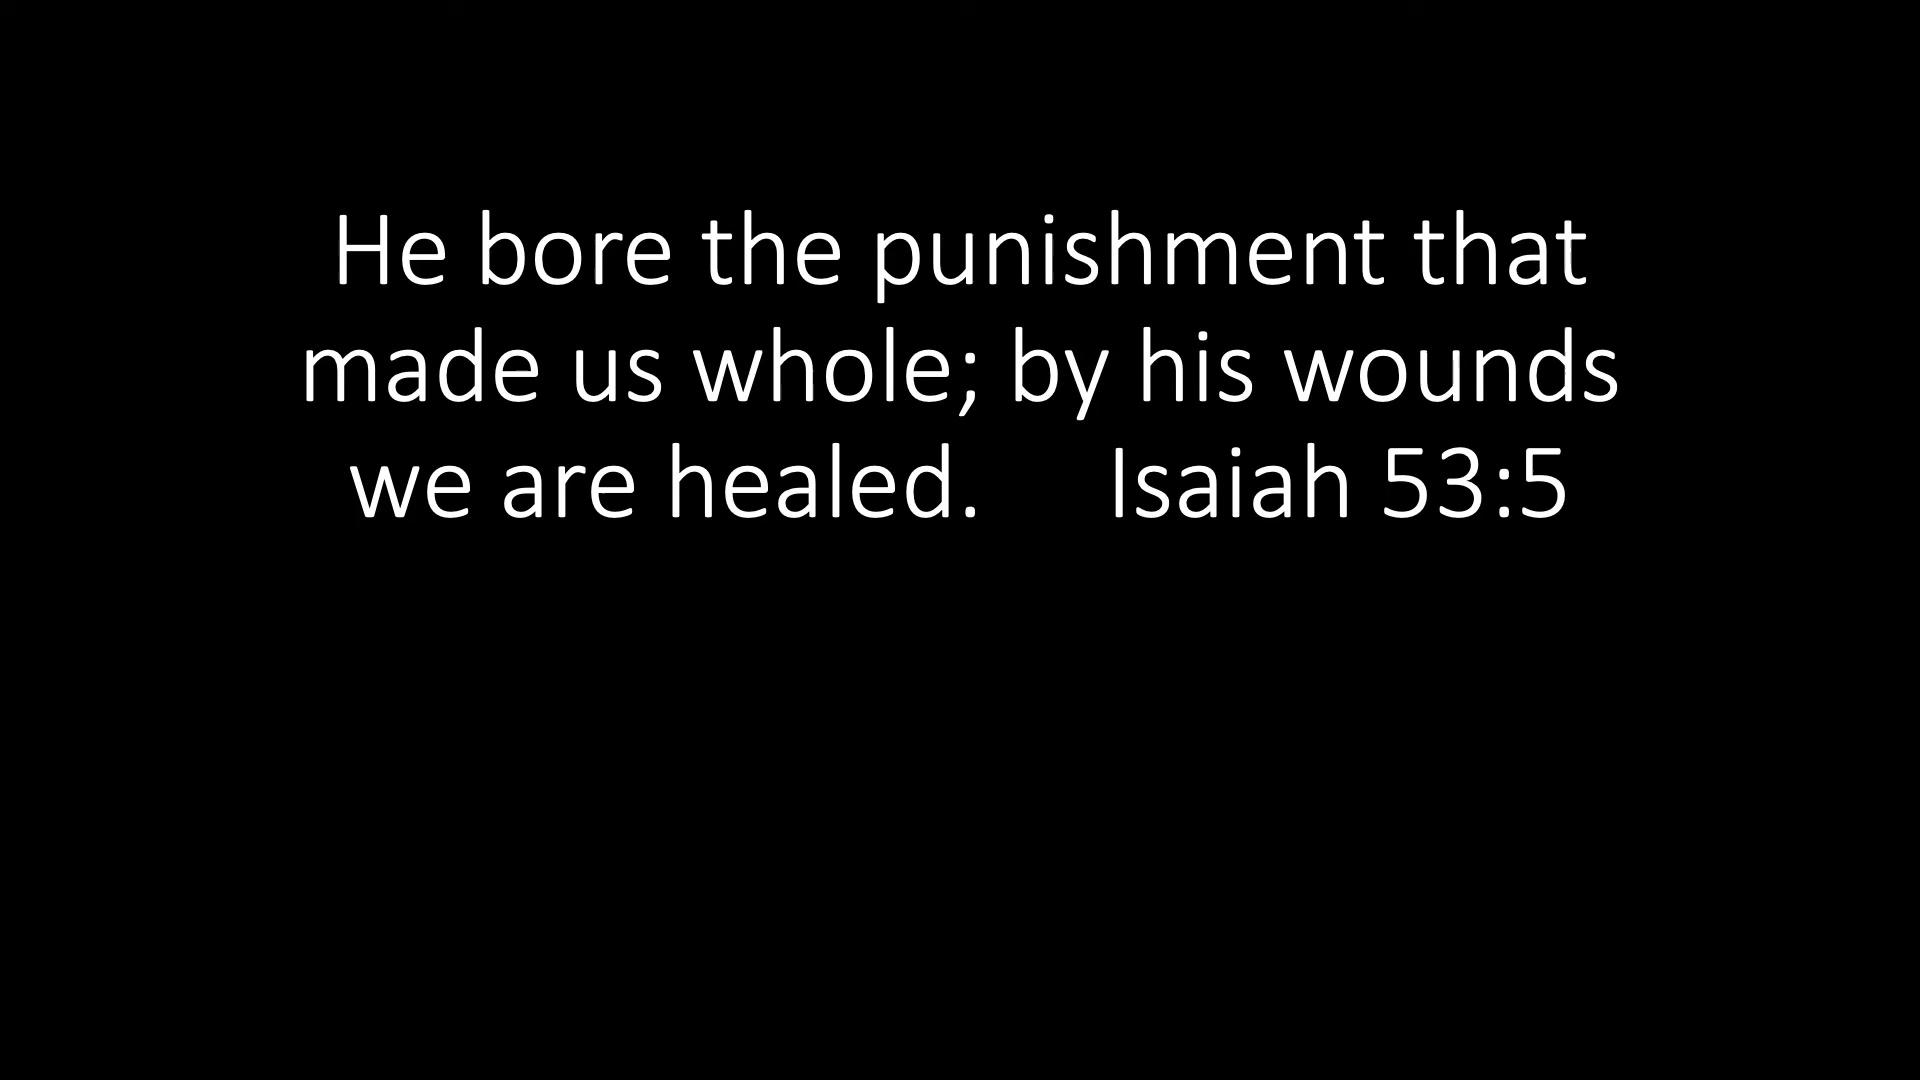 He bore the punishment that
made us whole; by his wounds
we are healed.    Isaiah 53:5